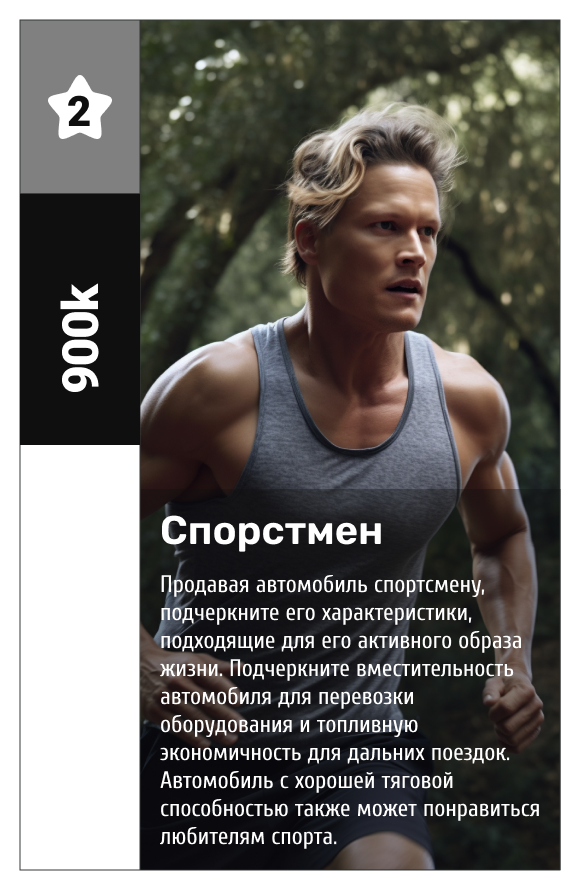 2
900k
Спорстмен
Продавая автомобиль спортсмену,
подчеркните его характеристики,
подходящие для его активного образа
жизни. Подчеркните вместительность
автомобиля для перевозки
оборудования и топливную
экономичность для дальних поездок.
Автомобиль с хорошей тяговой
способностью также может понравиться
любителям спорта.